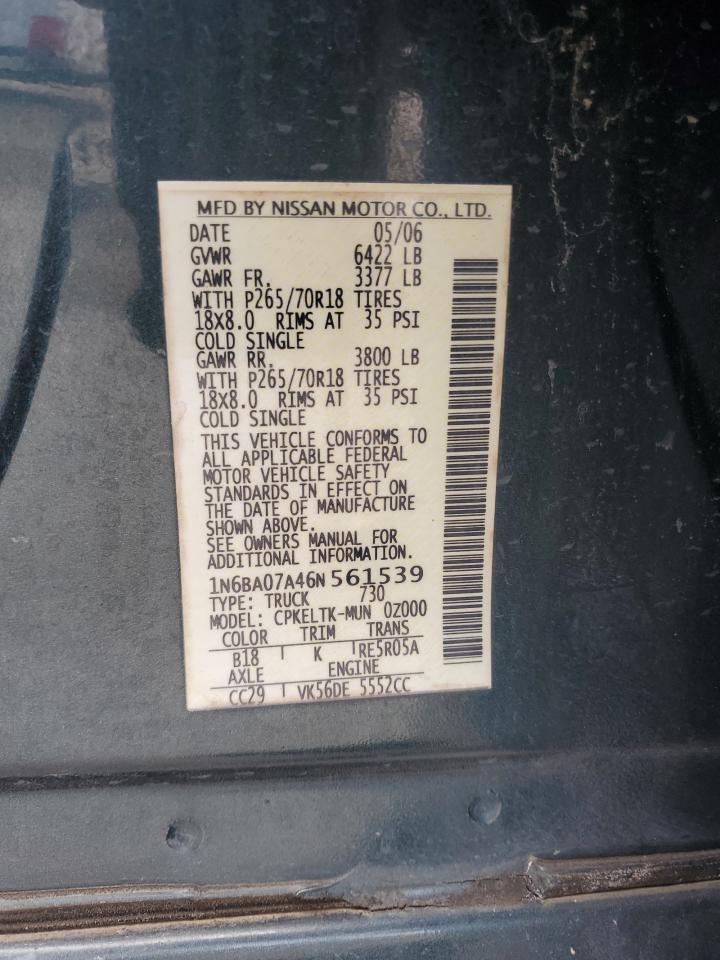 MFD BY NISSAN MOTOR CO., LTD.
DATE 05/06
GVWR 6422 LB
GAWR FR. 3377 LB
WITH P265/70R18 TIRES
18X8.0 RIMS AT 35 PSI
COLD SINGLE
GAWR RR. 3800 LB
WITH P265/70R18 TIRES
18X8.0 RIMS AT 35 PSI
COLD SINGLE
THIS VEHICLE CONFORMS TO
ALL APPLICABLE FEDERAL
MOTOR VEHICLE SAFETY
STANDARDS IN EFFECT ON
THE DATE OF MANUFACTURE
SHOWN ABOVE.
SEE OWNERS MANUAL FOR
ADDITIONAL INFORMATION.
1N6BA07A46N561539
TYPE: TRUCK 730
MODEL: CPKELTK-MUN 0Z000
COLOR TRIM TRANS
B18 K RE5R05A
AXLE ENGINE
CC29 VK56DE 5552CC